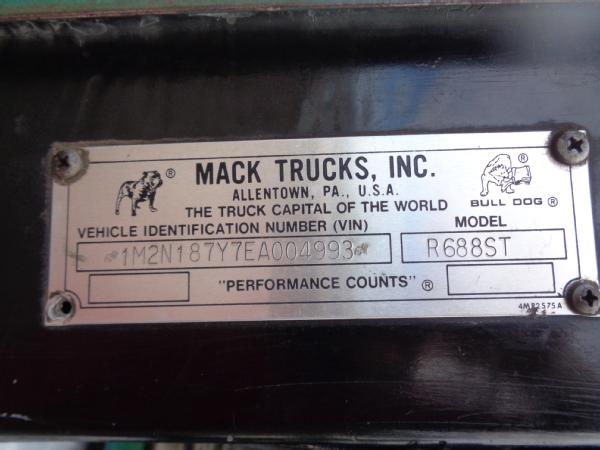 MACK TRUCKS, INC.
ALLENTOWN, PA., U.S.A.
THE TRUCK CAPITAL OF THE WORLD
BULL DOG ®
VEHICLE IDENTIFICATION NUMBER (VIN)
MODEL
1M2N187Y7EA004993
R688ST
"PERFORMANCE COUNTS" ®
4MR2575A